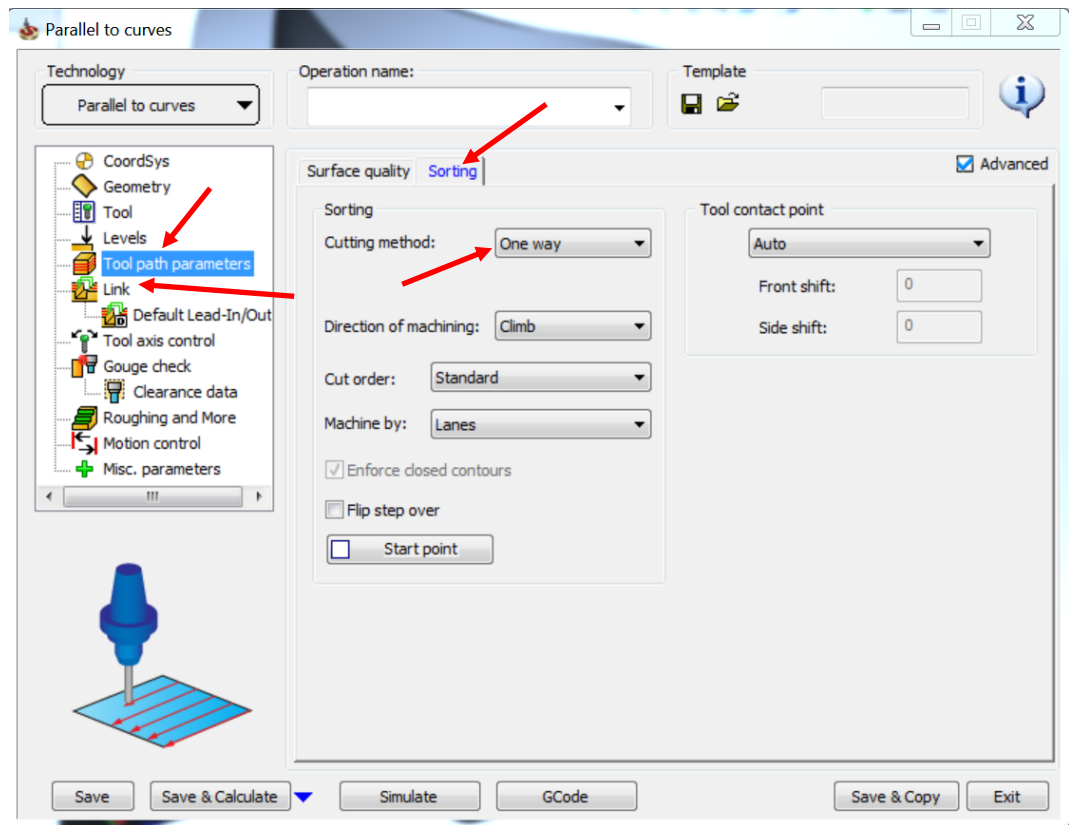 Parallel to curves
Technology
Operation name:
Template
Parallel to curves
CoordSys
Geometry
Tool
Levels
Tool path parameters
Link
Default Lead-In/Out
Tool axis control
Gouge check
Clearance data
Roughing and More
Motion control
Misc. parameters
Surface quality
Sorting
Advanced
Sorting
Cutting method:
One way
Direction of machining:
Climb
Cut order:
Standard
Machine by:
Lanes
Enforce closed contours
Flip step over
Start point
Tool contact point
Auto
Front shift:
0
Side shift:
0
Save
Save & Calculate
Simulate
GCode
Save & Copy
Exit